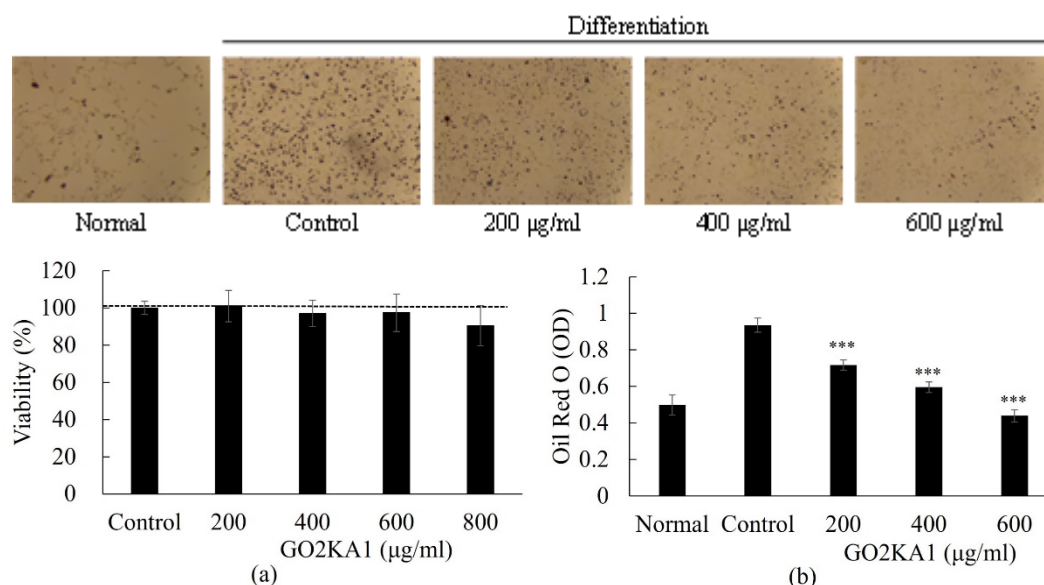 Differentiation
Normal Control 200 µg/ml 400 µg/ml 600 µg/ml
Viability (%)
120
100
80
60
40
20
0
Control 200 400 600 800
GO2KA1 (µg/ml)
(a)
Oil Red O (OD)
1.2
1
0.8
0.6
0.4
0.2
0
*** *** ***
Normal Control 200 400 600
GO2KA1 (µg/ml)
(b)